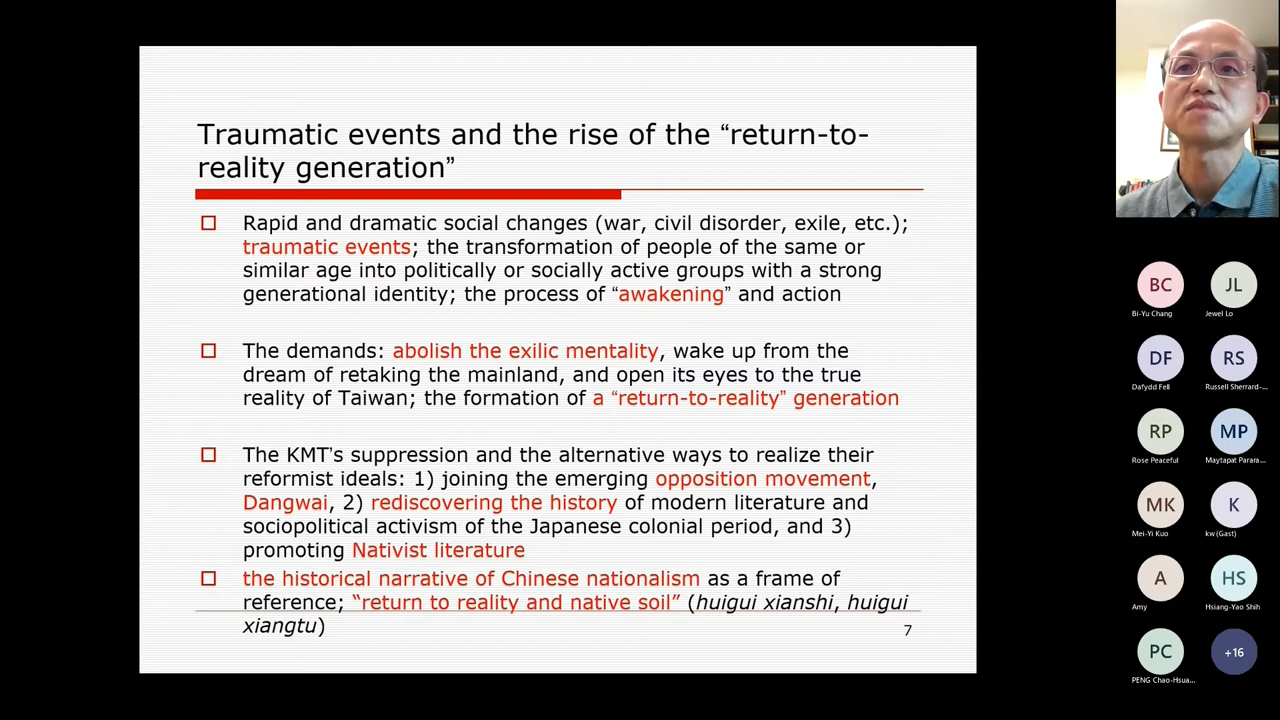 Traumatic events and the rise of the “return-to-
reality generation”
Rapid and dramatic social changes (war, civil disorder, exile, etc.);
traumatic events; the transformation of people of the same or
similar age into politically or socially active groups with a strong
generational identity; the process of “awakening” and action
The demands: abolish the exilic mentality, wake up from the
dream of retaking the mainland, and open its eyes to the true
reality of Taiwan; the formation of a “return-to-reality” generation
The KMT’s suppression and the alternative ways to realize their
reformist ideals: 1) joining the emerging opposition movement,
Dangwai, 2) rediscovering the history of modern literature and
sociopolitical activism of the Japanese colonial period, and 3)
promoting Nativist literature
the historical narrative of Chinese nationalism as a frame of
reference; “return to reality and native soil” (huigui xianshi, huigui
xiangtu)
7
BC
JL
Bi-Yu Chang
Jewel Lo
DF
RS
Dafydd Fell
Russell Sherrard-...
RP
MP
Rose Peaceful
Maytapat Parara...
MK
K
Mei-Yi Kuo
kw (Gast)
A
HS
Amy
Hsiang-Yao Shih
PC
+16
PENG Chao-Hsua...